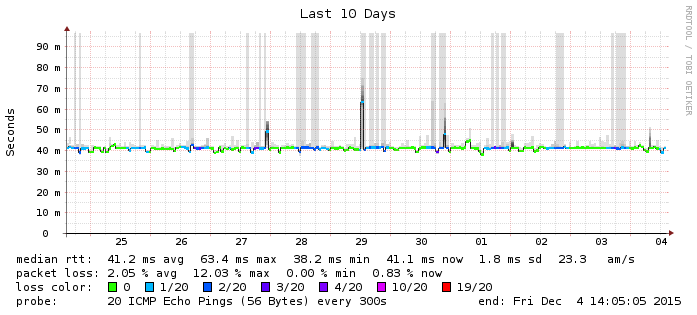 Last 10 Days
RRDTOOL / TOBI OETIKER
Seconds
90 m
80 m
70 m
60 m
50 m
40 m
30 m
20 m
10 m
0
25 26 27 28 29 30 01 02 03 04
median rtt: 41.2 ms avg 63.4 ms max 38.2 ms min 41.1 ms now 1.8 ms sd 23.3 am/s
packet loss: 2.05 % avg 12.03 % max 0.00 % min 0.83 % now
loss color: 0 1/20 2/20 3/20 4/20 10/20 19/20
probe: 20 ICMP Echo Pings (56 Bytes) every 300s end: Fri Dec 4 14:05:05 2015